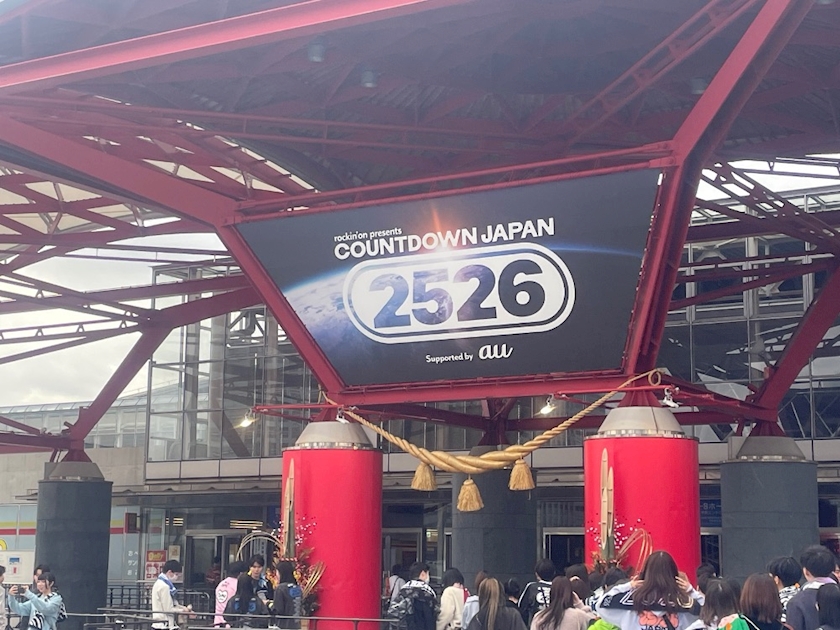 rockin'on presents
COUNTDOWN JAPAN
2526
Supported by au